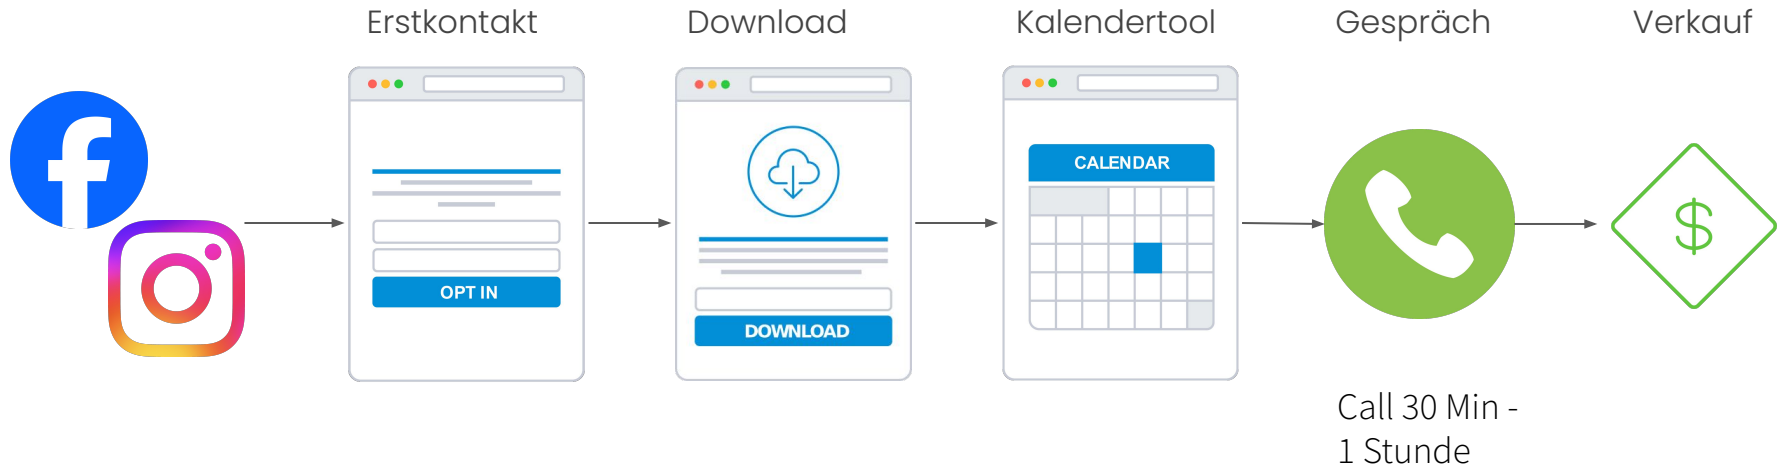 Erstkontakt
Download
Kalendertool
Gespräch
Verkauf
OPT IN
DOWNLOAD
CALENDAR
$
Call 30 Min -
1 Stunde